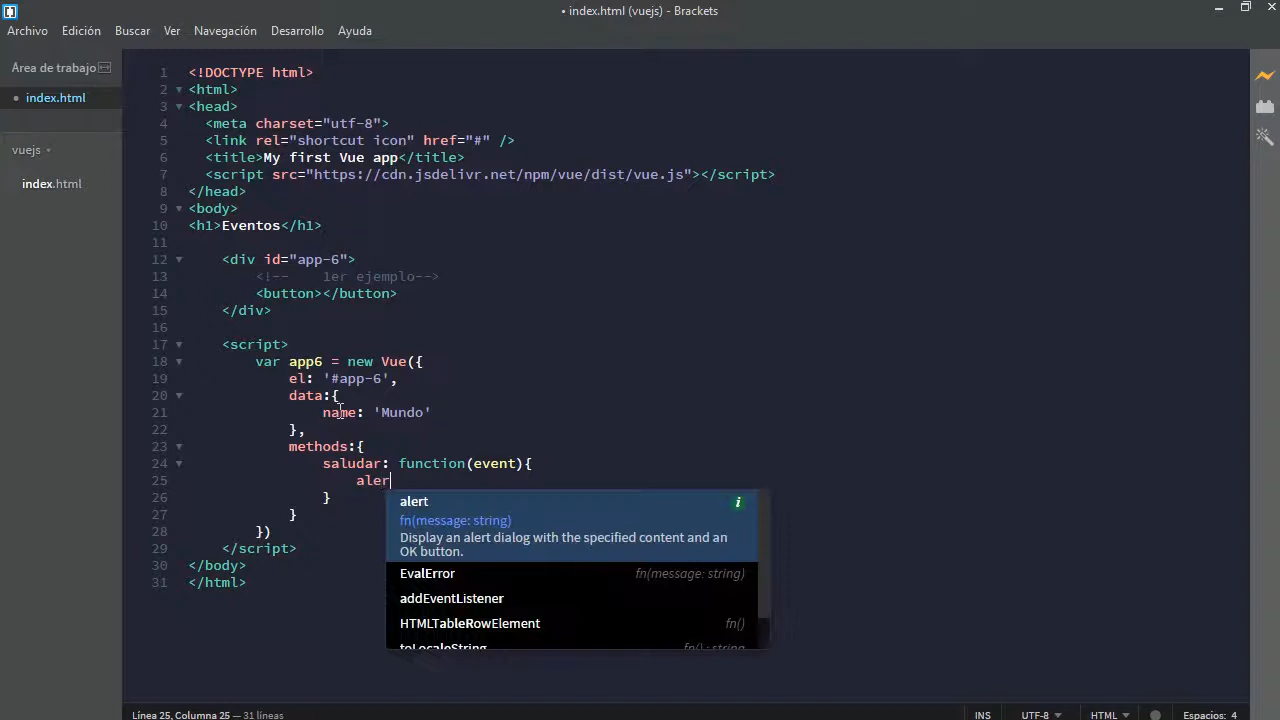 • index.html (vuejs) - Brackets
Archivo Edición Buscar Ver Navegación Desarrollo Ayuda
Área de trabajo
• index.html
vuejs
index.html
1 <!DOCTYPE html>
2 <html>
3 <head>
4 <meta charset="utf-8">
5 <link rel="shortcut icon" href="#" />
6 <title>My first Vue app</title>
7 <script src="https://cdn.jsdelivr.net/npm/vue/dist/vue.js"></script>
8 </head>
9 <body>
10 <h1>Eventos</h1>
11
12 <div id="app-6">
13 <!-- 1er ejemplo-->
14 <button></button>
15 </div>
16
17 <script>
18 var app6 = new Vue({
19 el: '#app-6',
20 data:{
21 name: 'Mundo'
22 },
23 methods:{
24 saludar: function(event){
25 aler
26 }
27 }
28 })
29 </script>
30 </body>
31 </html>
alert
fn(message: string)
Display an alert dialog with the specified content and an
OK button.
EvalError fn(message: string)
addEventListener
HTMLTableRowElement fn()
toLocaleString fn() : string
Línea 25, Columna 25 — 31 líneas INS UTF-8 HTML Espacios: 4